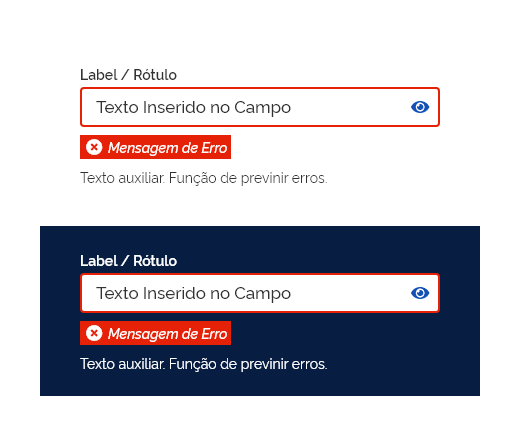 Label / Rótulo
Texto Inserido no Campo
Mensagem de Erro
Texto auxiliar. Função de previnir erros.
Label / Rótulo
Texto Inserido no Campo
Mensagem de Erro
Texto auxiliar. Função de previnir erros.